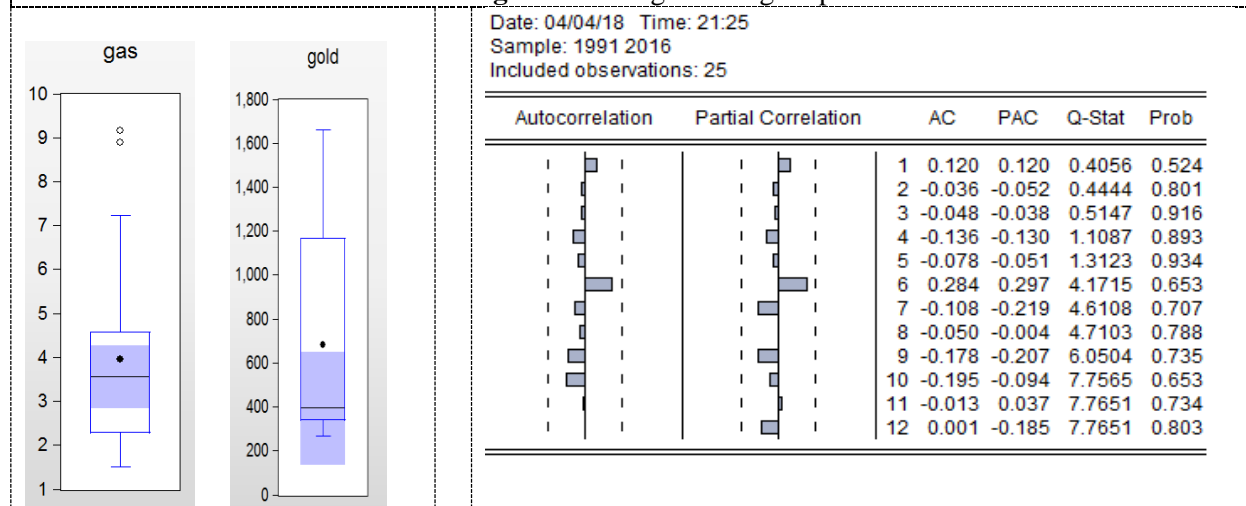 gas
10
9
8
7
6
5
4
3
2
1
gold
1,800
1,600
1,400
1,200
1,000
800
600
400
200
0
Date: 04/04/18 Time: 21:25
Sample: 1991 2016
Included observations: 25
Autocorrelation Partial Correlation AC PAC Q-Stat Prob
1 0.120 0.120 0.4056 0.524
2 -0.036 -0.052 0.4444 0.801
3 -0.048 -0.038 0.5147 0.916
4 -0.136 -0.130 1.1087 0.893
5 -0.078 -0.051 1.3123 0.934
6 0.284 0.297 4.1715 0.653
7 -0.108 -0.219 4.6108 0.707
8 -0.050 -0.004 4.7103 0.788
9 -0.178 -0.207 6.0504 0.735
10 -0.195 -0.094 7.7565 0.653
11 -0.013 0.037 7.7651 0.734
12 0.001 -0.185 7.7651 0.803